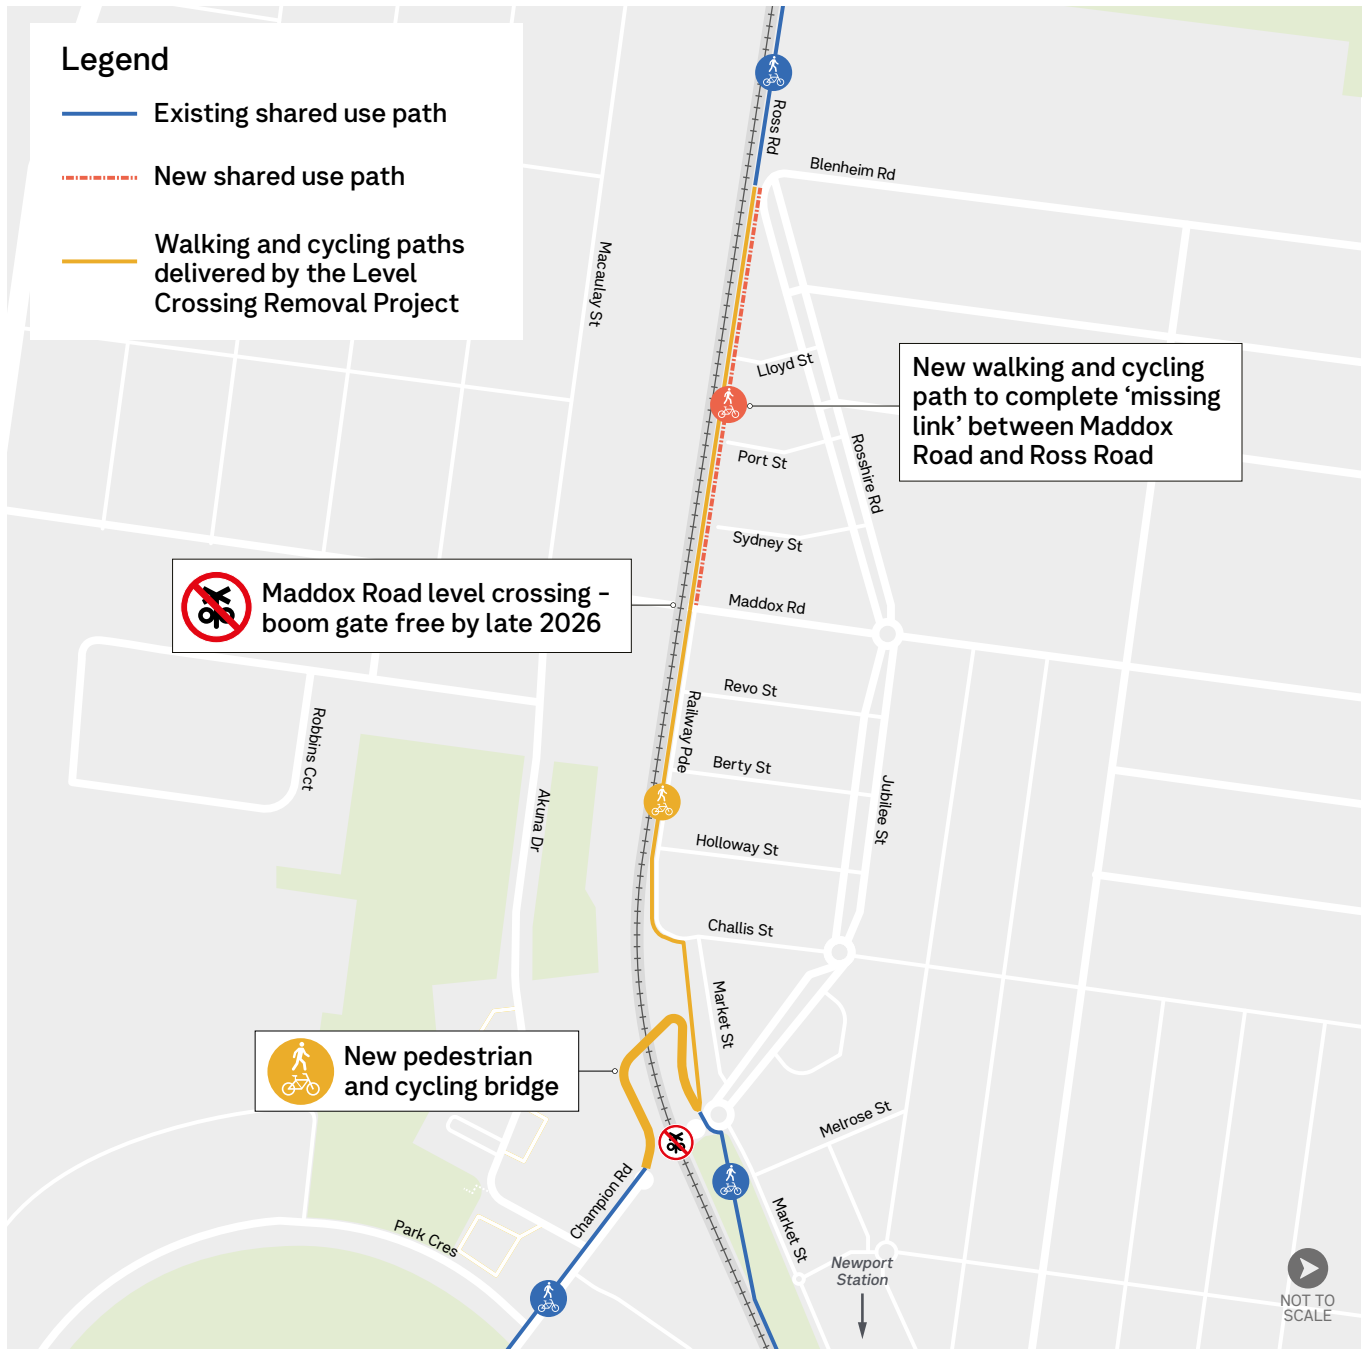 Legend
Existing shared use path
New shared use path
Walking and cycling paths
delivered by the Level
Crossing Removal Project
Ross Rd
Blenheim Rd
Macaulay St
Lloyd St
New walking and cycling
path to complete ‘missing
link’ between Maddox
Road and Ross Road
Port St
Rosshire Rd
Sydney St
Maddox Road level crossing –
boom gate free by late 2026
Maddox Rd
Revo St
Railway Pde
Robbins Cct
Berty St
Akuna Dr
Jubilee St
Holloway St
Challis St
Market St
New pedestrian
and cycling bridge
Melrose St
Champion Rd
Park Cres
Market St
Newport
Station
NOT TO
SCALE